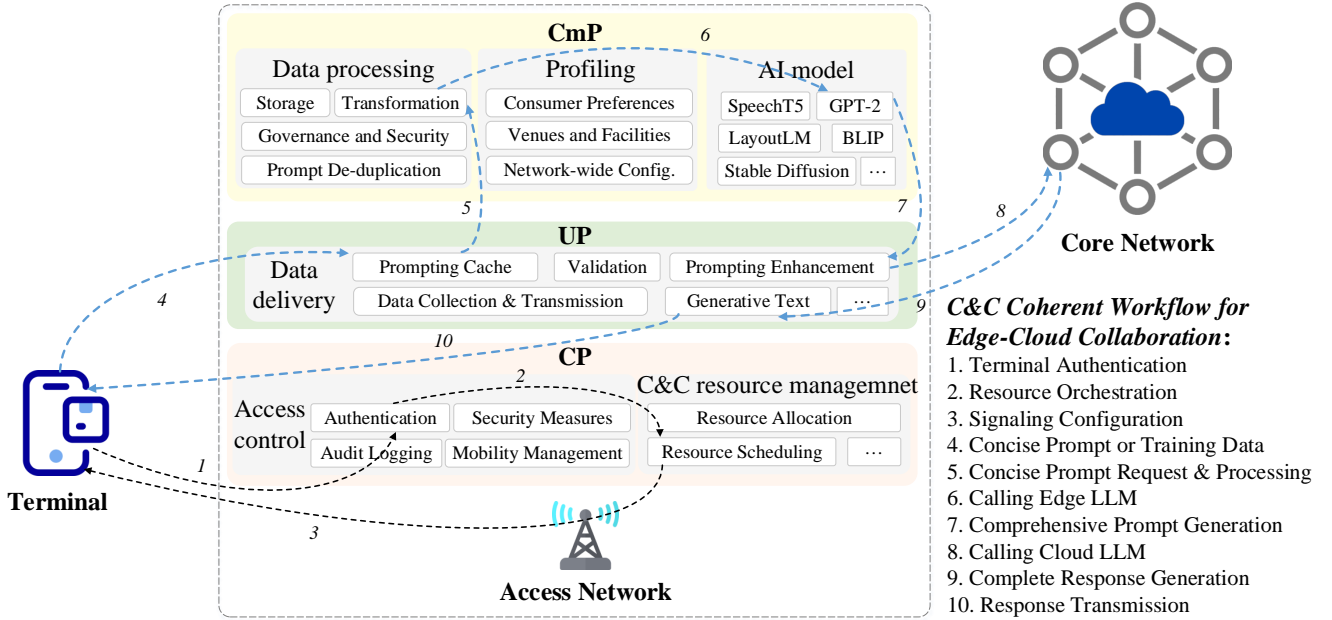 CmP
6
Data processing
Profiling
AI model
Storage
Transformation
Consumer Preferences
SpeechT5
GPT-2
Governance and Security
Venues and Facilities
LayoutLM
BLIP
Prompt De-duplication
Network-wide Config.
Stable Diffusion
...
5
7
8
Core Network
UP
Data
delivery
Prompting Cache
Validation
Prompting Enhancement
Data Collection & Transmission
Generative Text
...
4
9
10
CP
2
C&C resource managemnet
Access
control
Authentication
Security Measures
Resource Allocation
Audit Logging
Mobility Management
Resource Scheduling
...
1
3
Terminal
Access Network
C&C Coherent Workflow for
Edge-Cloud Collaboration:
1. Terminal Authentication
2. Resource Orchestration
3. Signaling Configuration
4. Concise Prompt or Training Data
5. Concise Prompt Request & Processing
6. Calling Edge LLM
7. Comprehensive Prompt Generation
8. Calling Cloud LLM
9. Complete Response Generation
10. Response Transmission